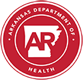 • ARKANSAS DEPARTMENT OF •
AR
HEALTH